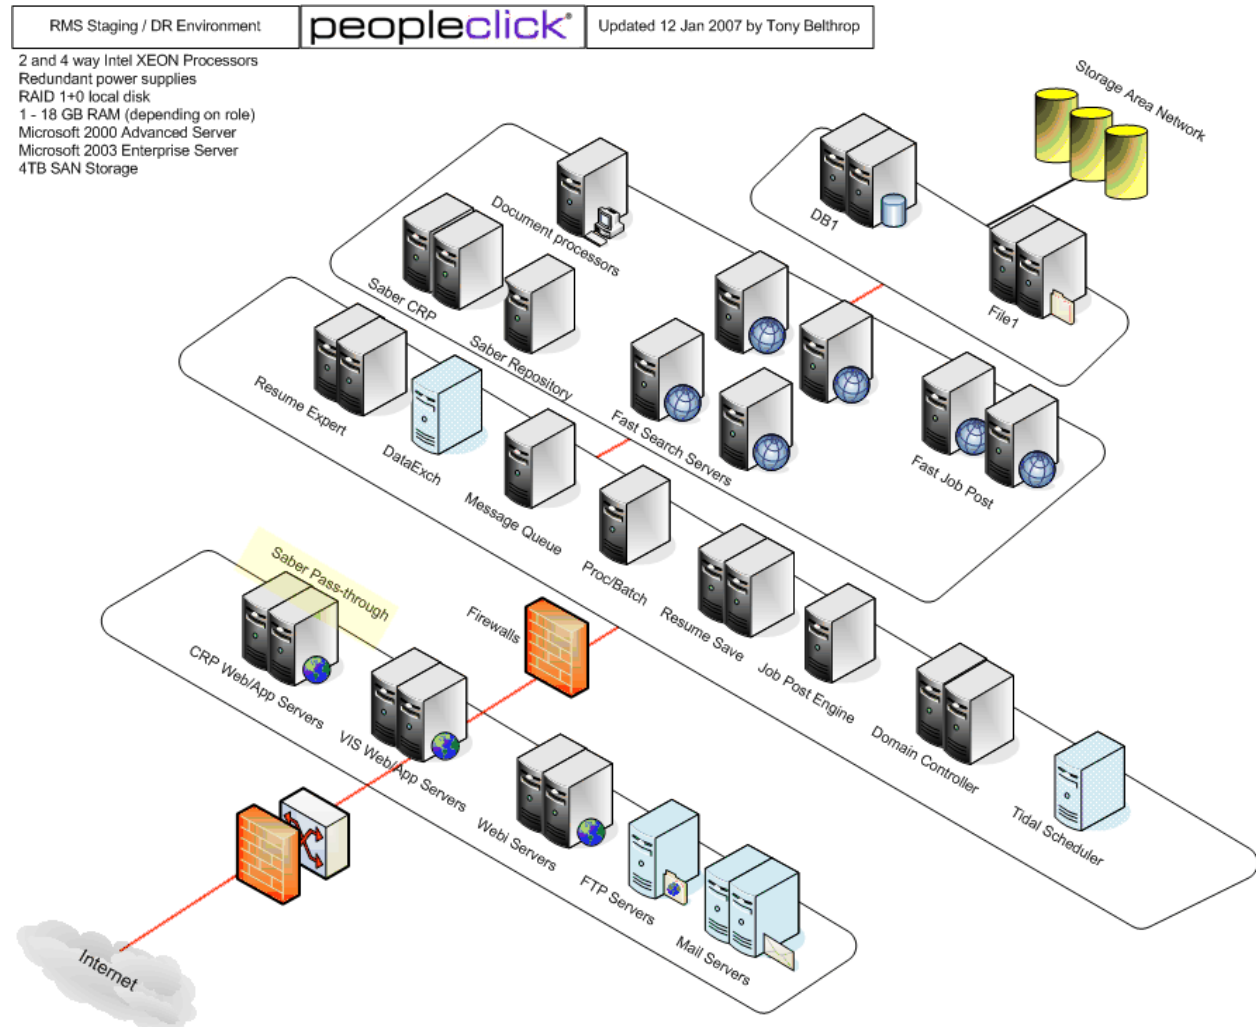 RMS Staging / DR Environment
peopleclick
Updated 12 Jan 2007 by Tony Belthrop
2 and 4 way Intel XEON Processors
Redundant power supplies
RAID 1+0 local disk
1 - 18 GB RAM (depending on role)
Microsoft 2000 Advanced Server
Microsoft 2003 Enterprise Server
4TB SAN Storage
Storage Area Network
DB1
File1
Document processors
Saber CRP
Saber Repository
Fast Search Servers
Fast Job Post
Resume Expert
DataExch
Message Queue
Proc/Batch
Resume Save
Job Post Engine
Domain Controller
Tidal Scheduler
Saber Pass-through
Firewalls
CRP Web/App Servers
VIS Web/App Servers
Webi Servers
FTP Servers
Mail Servers
Internet